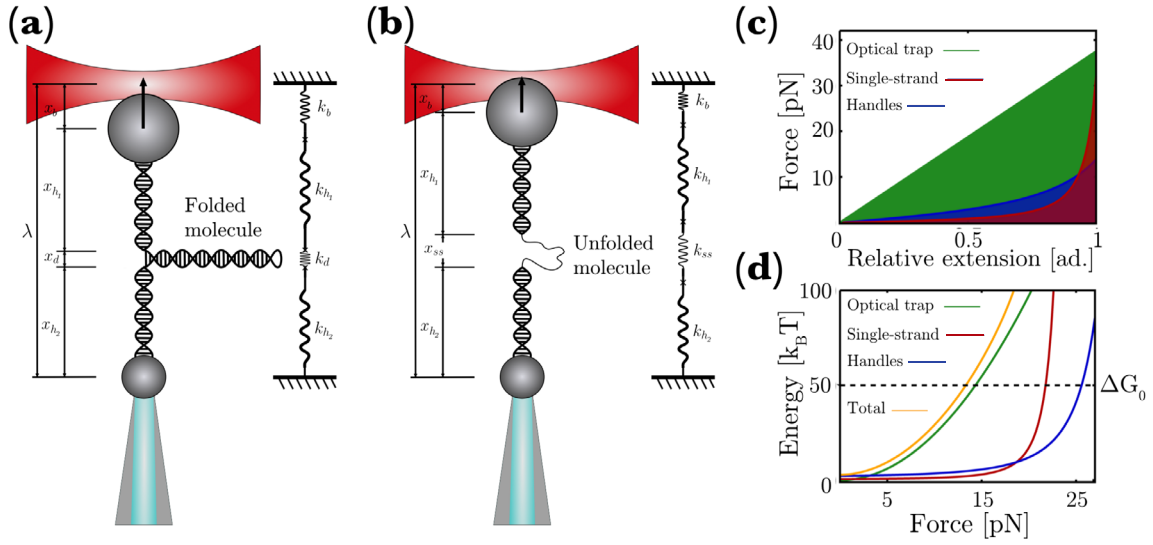 (a)
x_b
x_{h_1}
λ
x_d
x_{h_2}
Folded
molecule
k_b
k_{h_1}
k_d
k_{h_2}
(b)
x_b
x_{h_1}
λ
x_{ss}
x_{h_2}
Unfolded
molecule
k_b
k_{h_1}
k_{ss}
k_{h_2}
(c)
Force [pN]
40
30
20
10
Optical trap
Single-strand
Handles
0
0.5
1
Relative extension [ad.]
(d)
Energy [k_BT]
100
50
0
Optical trap
Single-strand
Handles
Total
ΔG_0
5
15
25
Force [pN]